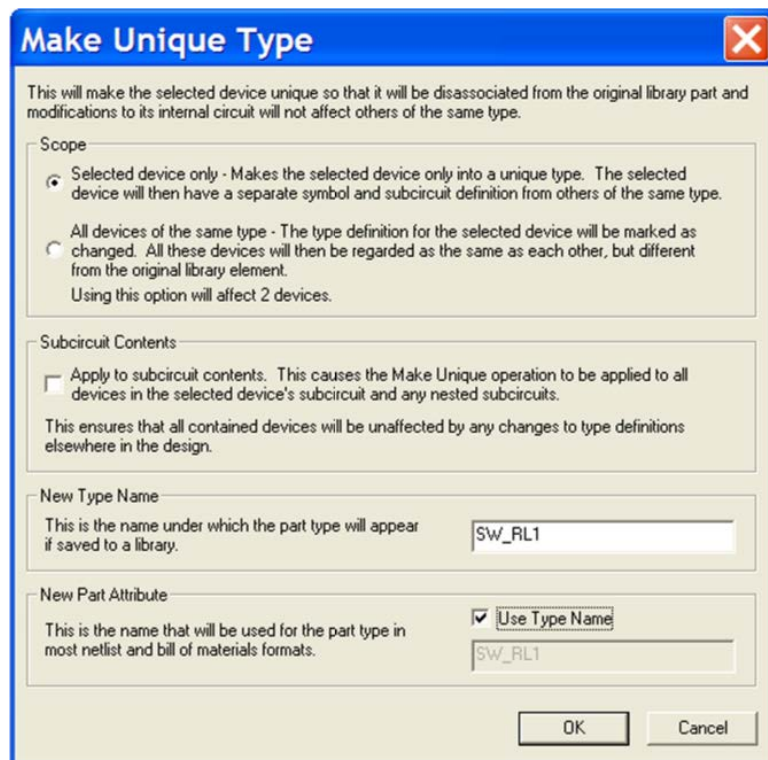 Make Unique Type
This will make the selected device unique so that it will be disassociated from the original library part and
modifications to its internal circuit will not affect others of the same type.
Scope
Selected device only - Makes the selected device only into a unique type. The selected
device will then have a separate symbol and subcircuit definition from others of the same type.
All devices of the same type - The type definition for the selected device will be marked as
changed. All these devices will then be regarded as the same as each other, but different
from the original library element.
Using this option will affect 2 devices.
Subcircuit Contents
Apply to subcircuit contents. This causes the Make Unique operation to be applied to all
devices in the selected device's subcircuit and any nested subcircuits.
This ensures that all contained devices will be unaffected by any changes to type definitions
elsewhere in the design.
New Type Name
This is the name under which the part type will appear
if saved to a library.
SW_RL1
New Part Attribute
Use Type Name
This is the name that will be used for the part type in
most netlist and bill of materials formats.
SW_RL1
OK
Cancel